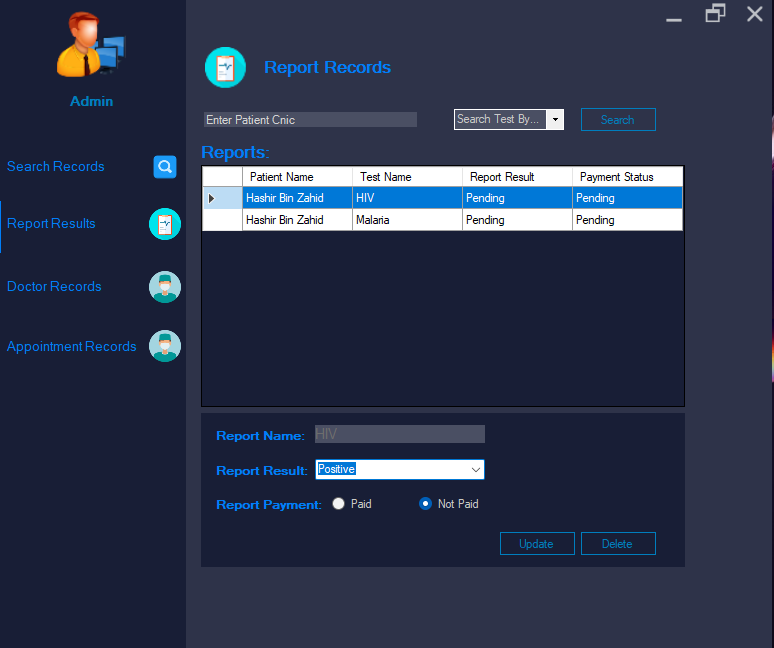 Admin
Search Records
Report Results
Doctor Records
Appointment Records
Report Records
Enter Patient Cnic
Search Test By...
Search
Reports:
Patient Name Test Name Report Result Payment Status
Hashir Bin Zahid HIV Pending Pending
Hashir Bin Zahid Malaria Pending Pending
Report Name: HIV
Report Result: Positive
Report Payment: Paid Not Paid
Update Delete